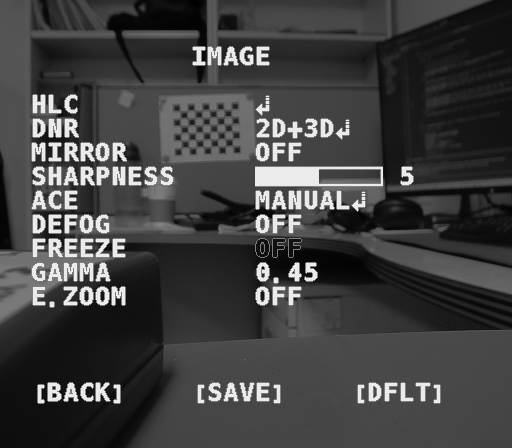 IMAGE
HLC ↲
DNR 2D+3D↲
MIRROR OFF
SHARPNESS 5
ACE MANUAL↲
DEFOG OFF
FREEZE OFF
GAMMA 0.45
E.ZOOM OFF
[BACK] [SAVE] [DFLT]